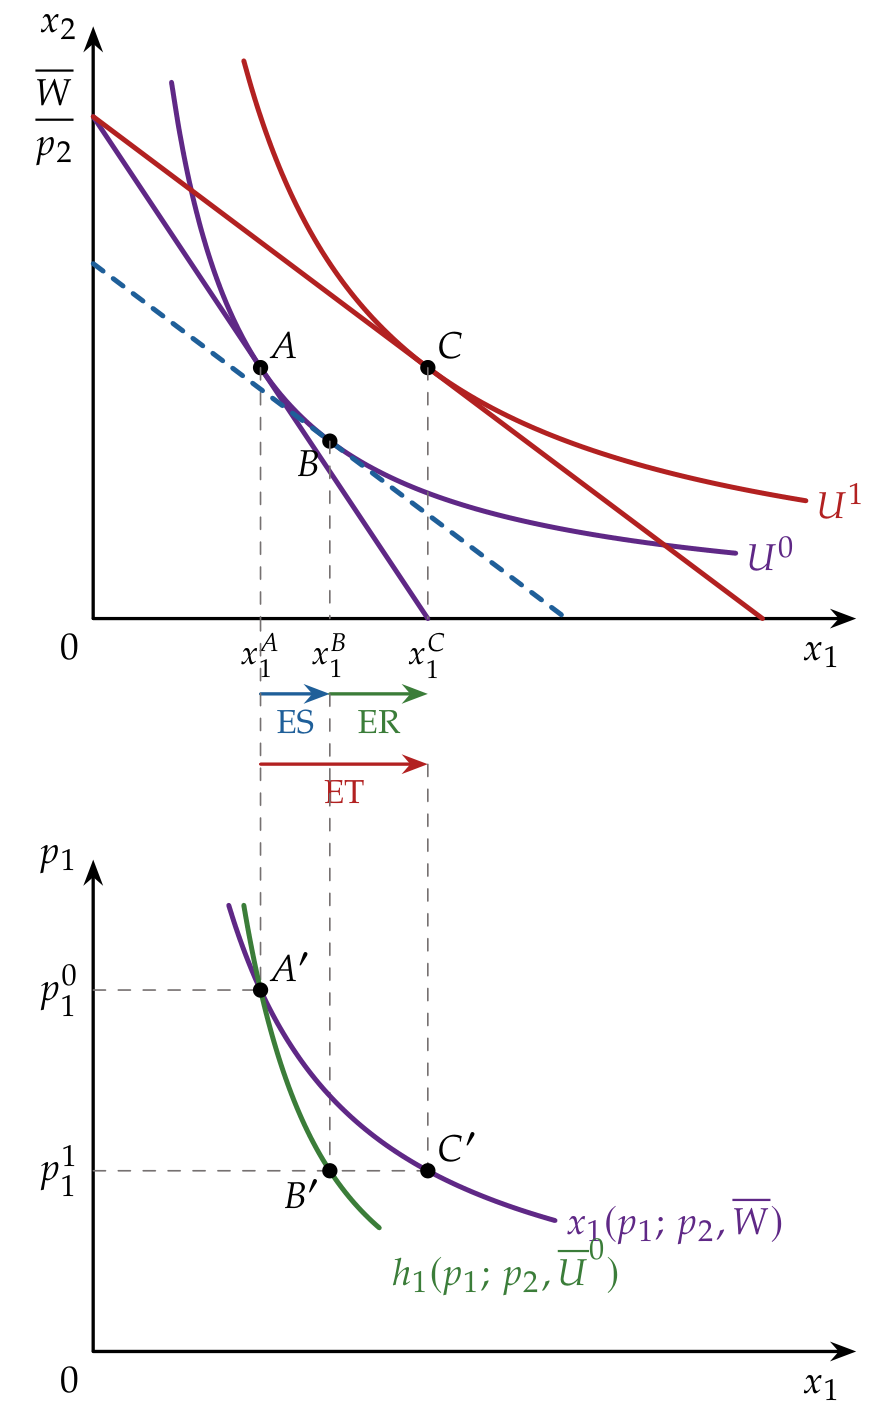 x₂
W̅
p₂
A
C
B
U¹
U⁰
0
x₁ᴬ x₁ᴮ x₁ᶜ x₁
ES ER
ET
p₁
A′
p₁⁰
C′
p₁¹
B′
x₁(p₁; p₂, W̅)
h₁(p₁; p₂, U̅⁰)
0
x₁